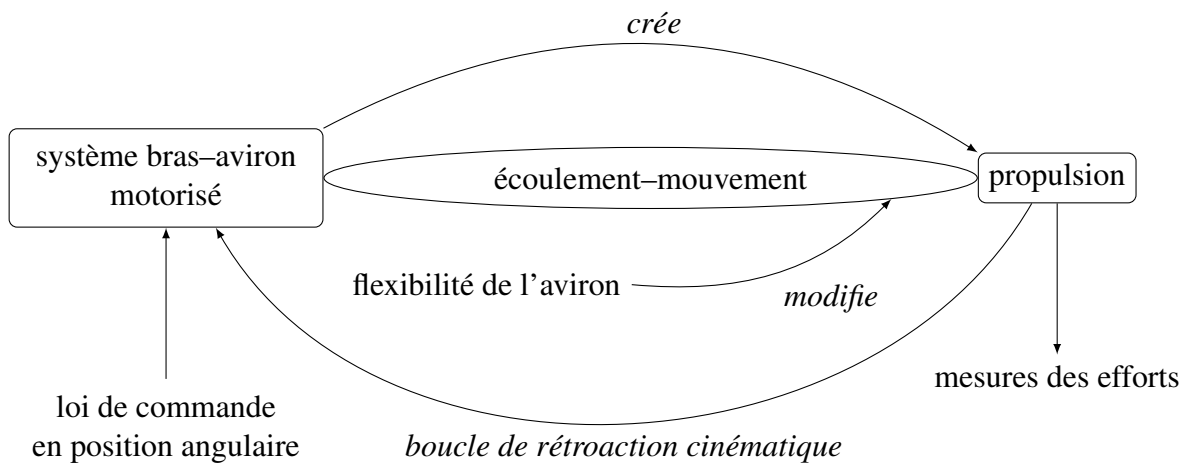 crée
système bras–aviron
motorisé
écoulement–mouvement
propulsion
flexibilité de l'aviron
modifie
mesures des efforts
loi de commande
en position angulaire
boucle de rétroaction cinématique